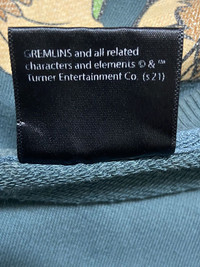 GREMLINS and all related
characters and elements © & ™
Turner Entertainment Co. (s21)